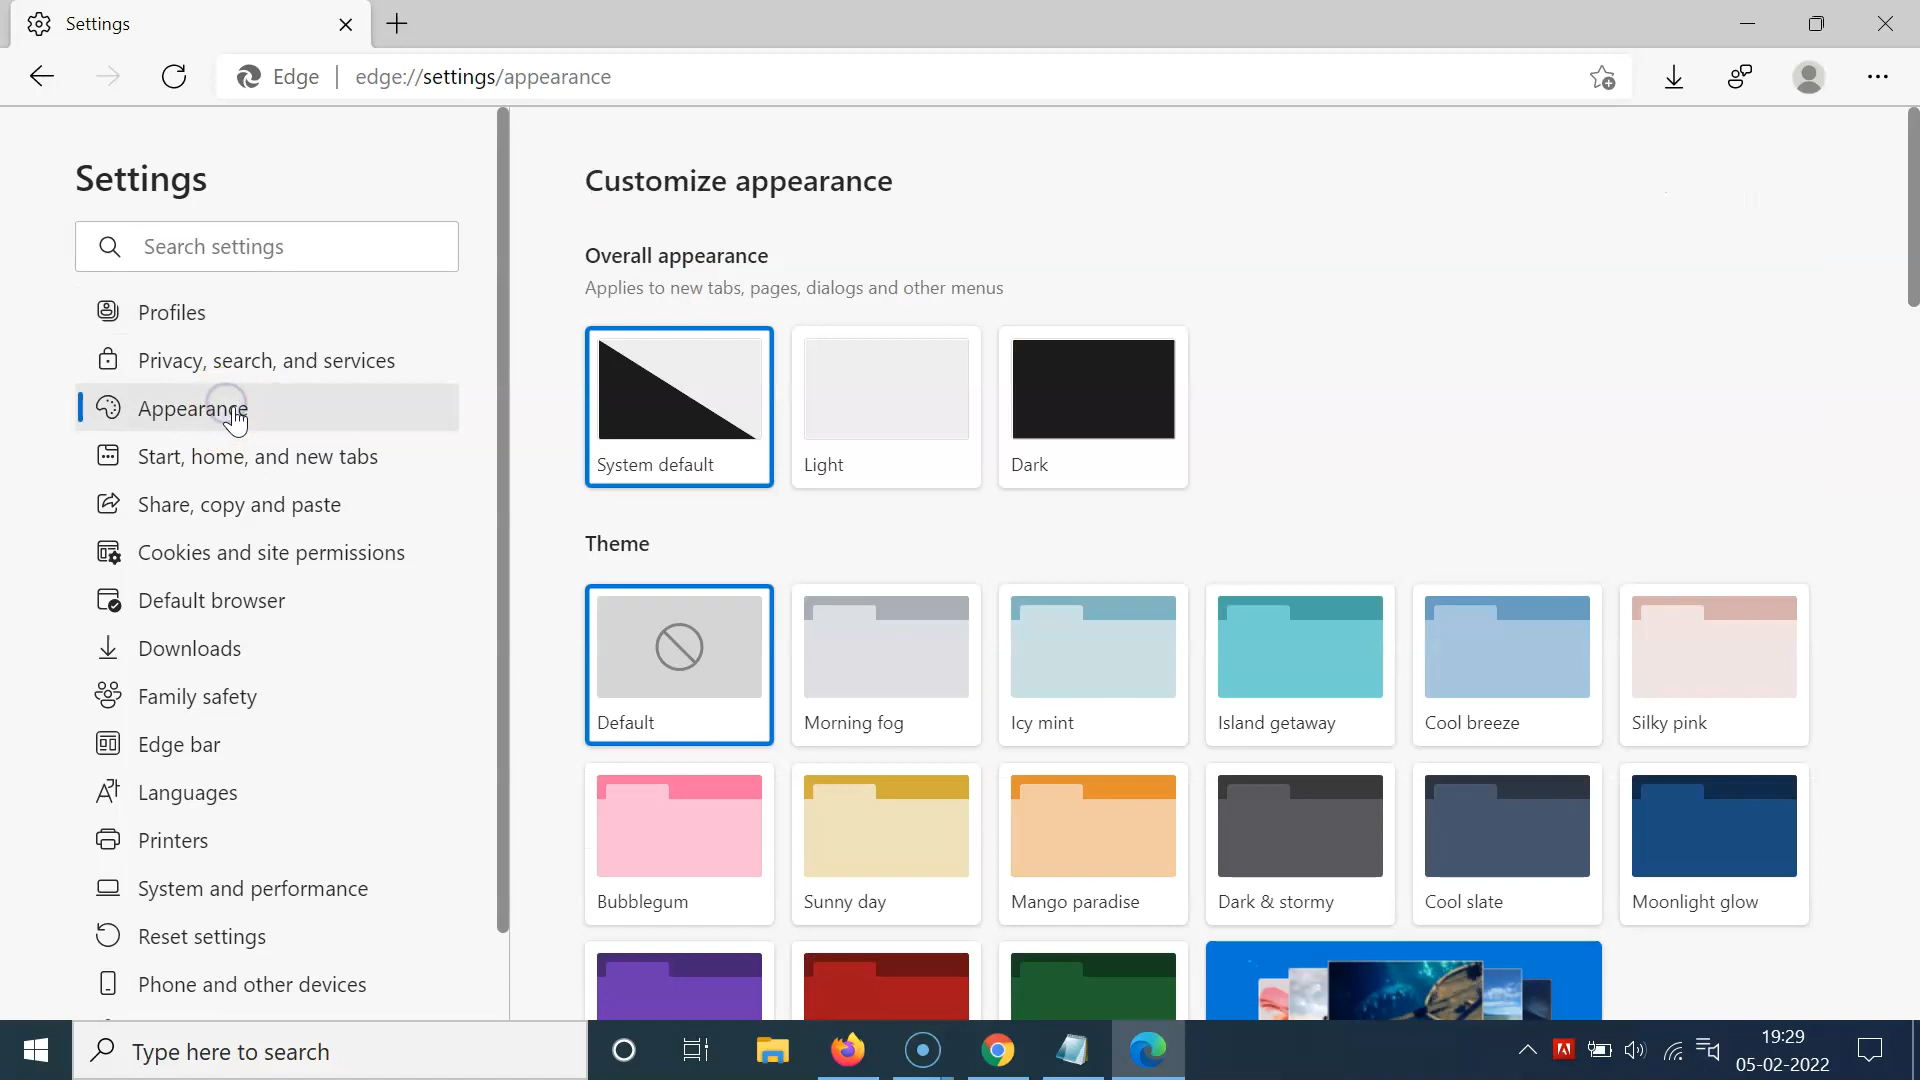 Settings
Edge | edge://settings/appearance
Settings
Search settings
Profiles
Privacy, search, and services
Appearance
Start, home, and new tabs
Share, copy and paste
Cookies and site permissions
Default browser
Downloads
Family safety
Edge bar
Languages
Printers
System and performance
Reset settings
Phone and other devices
Customize appearance
Overall appearance
Applies to new tabs, pages, dialogs and other menus
System default Light Dark
Theme
Default Morning fog Icy mint Island getaway Cool breeze Silky pink
Bubblegum Sunny day Mango paradise Dark & stormy Cool slate Moonlight glow
Type here to search
19:29
05-02-2022